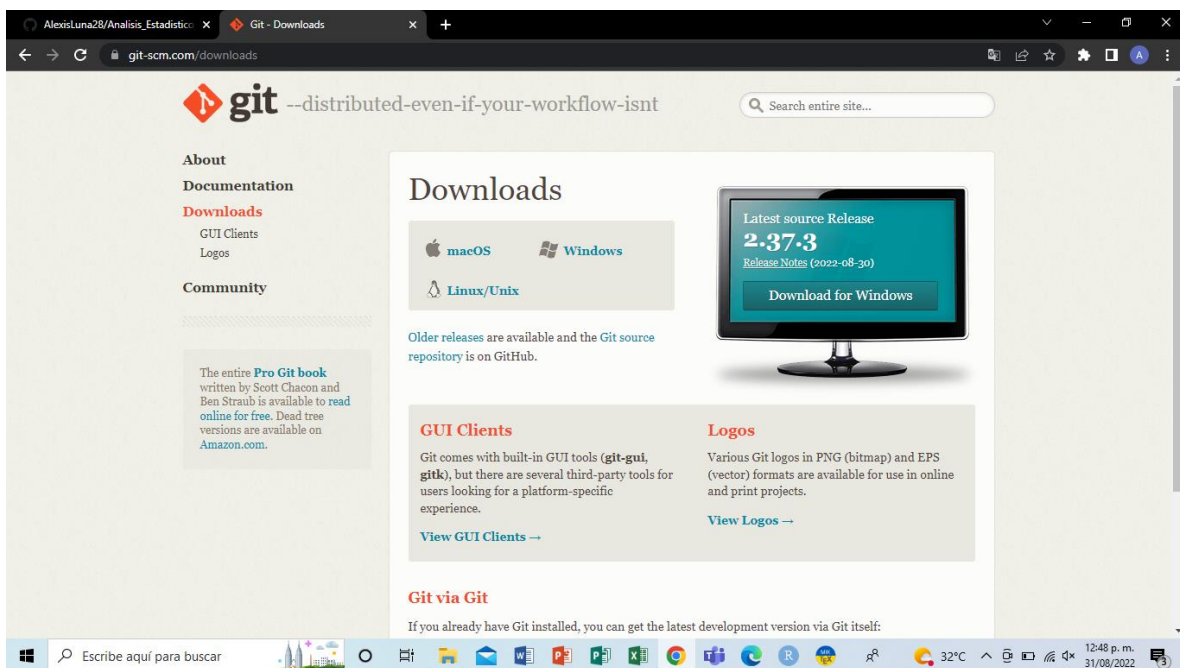 AlexisLuna28/Analisis_Estadistico
Git - Downloads
git-scm.com/downloads
A
git --distributed-even-if-your-workflow-isnt
Search entire site...
About
Documentation
Downloads
GUI Clients
Logos
Community
The entire Pro Git book
written by Scott Chacon and
Ben Straub is available to read
online for free. Dead tree
versions are available on
Amazon.com.
Downloads
macOS
Windows
Linux/Unix
Older releases are available and the Git source
repository is on GitHub.
Latest source Release
2.37.3
Release Notes (2022-08-30)
Download for Windows
GUI Clients
Git comes with built-in GUI tools (git-gui,
gitk), but there are several third-party tools for
users looking for a platform-specific
experience.
View GUI Clients →
Logos
Various Git logos in PNG (bitmap) and EPS
(vector) formats are available for use in online
and print projects.
View Logos →
Git via Git
If you already have Git installed, you can get the latest development version via Git itself:
Escribe aquí para buscar
32°C
12:48 p. m.
31/08/2022